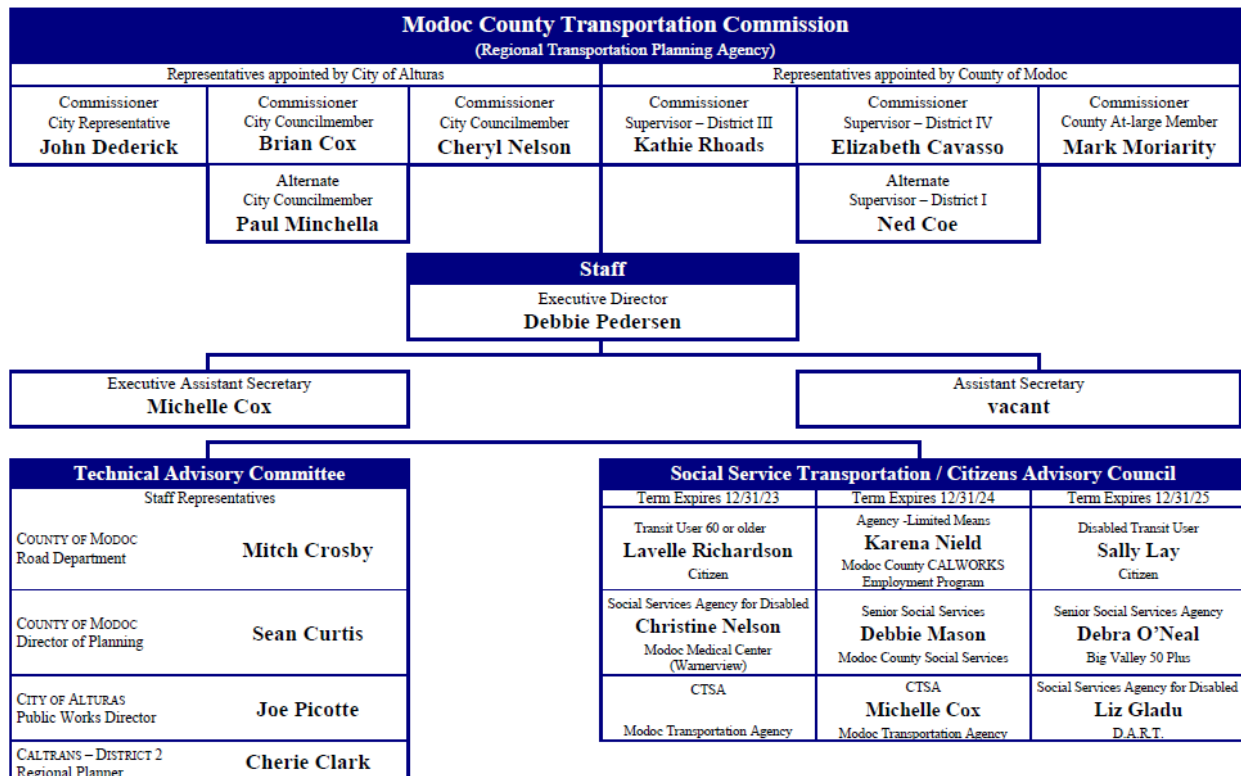 Modoc County Transportation Commission
(Regional Transportation Planning Agency)
Representatives appointed by City of Alturas
Representatives appointed by County of Modoc
Commissioner
City Representative
John Dederick
Commissioner
City Councilmember
Brian Cox
Commissioner
City Councilmember
Cheryl Nelson
Commissioner
Supervisor – District III
Kathie Rhoads
Commissioner
Supervisor – District IV
Elizabeth Cavasso
Commissioner
County At-large Member
Mark Moriarity
Alternate
City Councilmember
Paul Minchella
Alternate
Supervisor – District I
Ned Coe
Staff
Executive Director
Debbie Pedersen
Executive Assistant Secretary
Michelle Cox
Assistant Secretary
vacant
Technical Advisory Committee
Staff Representatives
COUNTY OF MODOC
Road Department
Mitch Crosby
COUNTY OF MODOC
Director of Planning
Sean Curtis
CITY OF ALTURAS
Public Works Director
Joe Picotte
CALTRANS – DISTRICT 2
Regional Planner
Cherie Clark
Social Service Transportation / Citizens Advisory Council
Term Expires 12/31/23
Term Expires 12/31/24
Term Expires 12/31/25
Transit User 60 or older
Lavelle Richardson
Citizen
Agency -Limited Means
Karena Nield
Modoc County CALWORKS
Employment Program
Disabled Transit User
Sally Lay
Citizen
Social Services Agency for Disabled
Christine Nelson
Modoc Medical Center
(Warnerview)
Senior Social Services
Debbie Mason
Modoc County Social Services
Senior Social Services Agency
Debra O’Neal
Big Valley 50 Plus
CTSA
Modoc Transportation Agency
CTSA
Michelle Cox
Modoc Transportation Agency
Social Services Agency for Disabled
Liz Gladu
D.A.R.T.